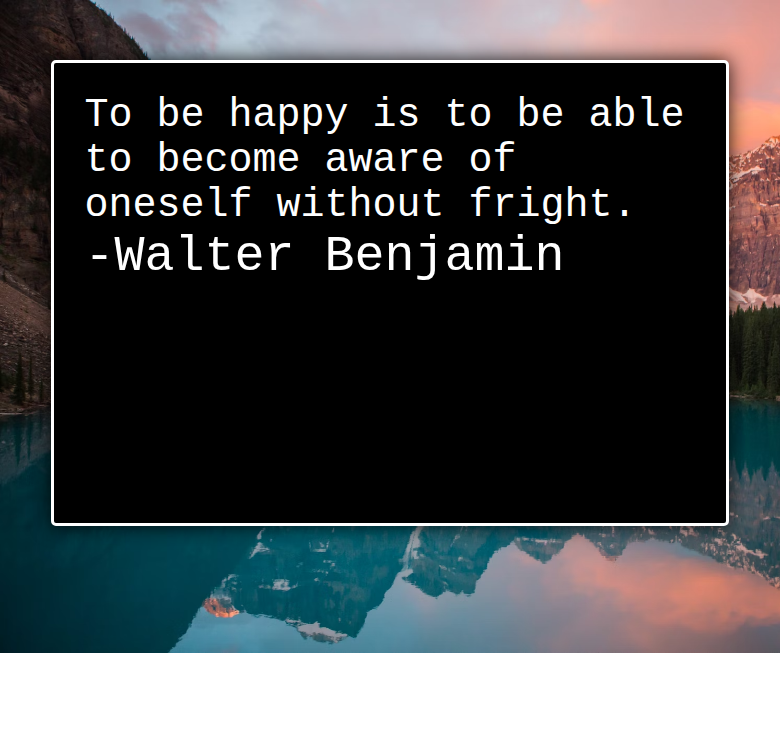 To be happy is to be able
to become aware of
oneself without fright.
-Walter Benjamin